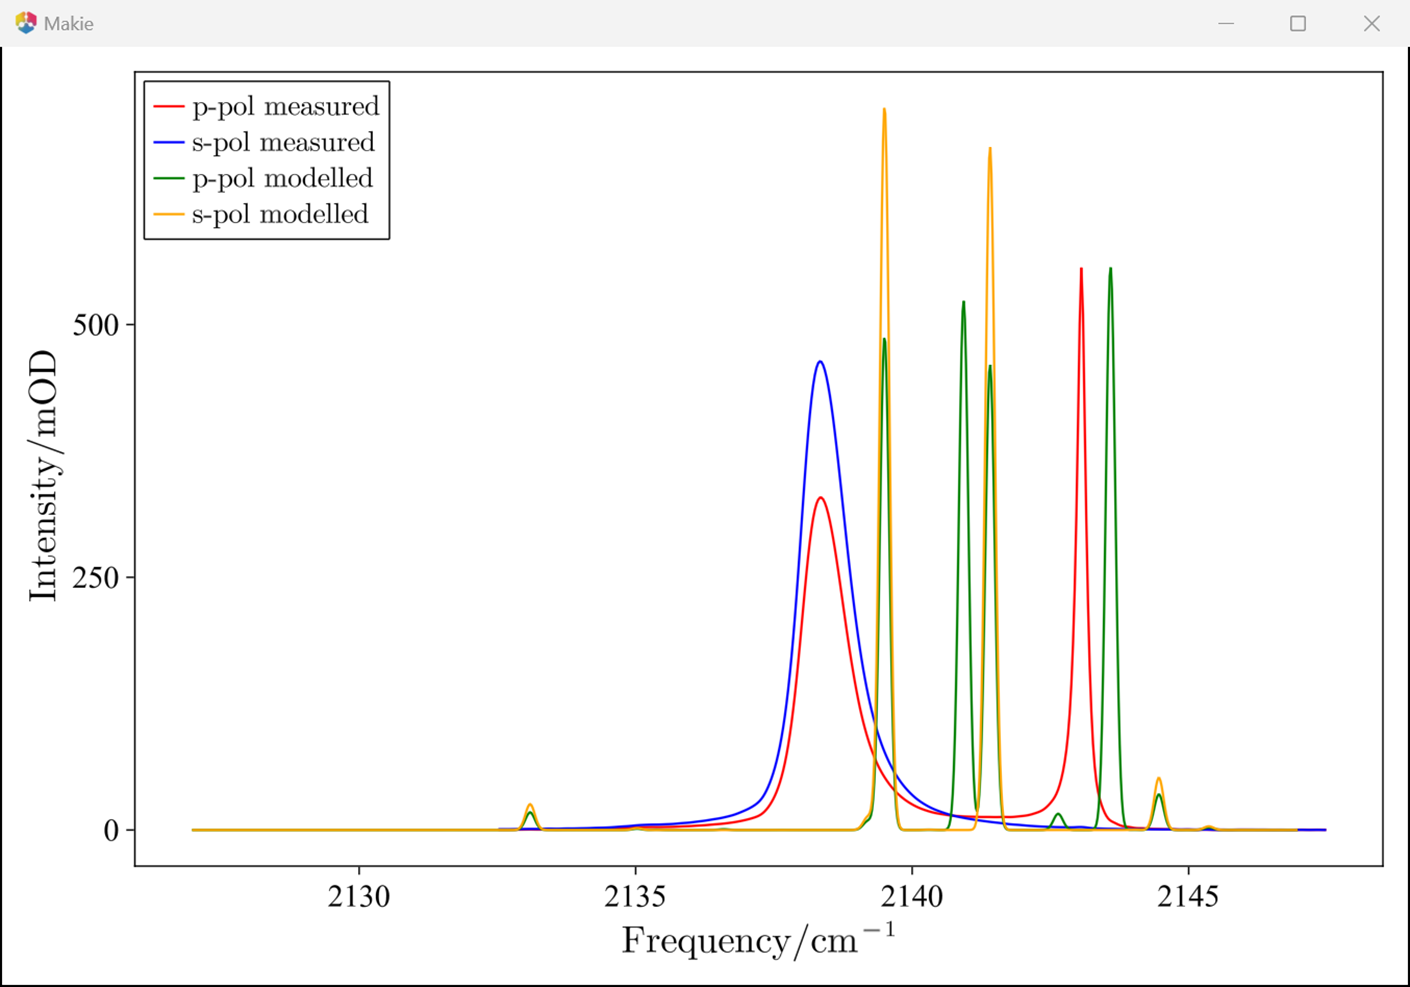 Makie
p-pol measured
s-pol measured
p-pol modelled
s-pol modelled
500
250
0
Intensity/mOD
2130 2135 2140 2145
Frequency/cm⁻¹